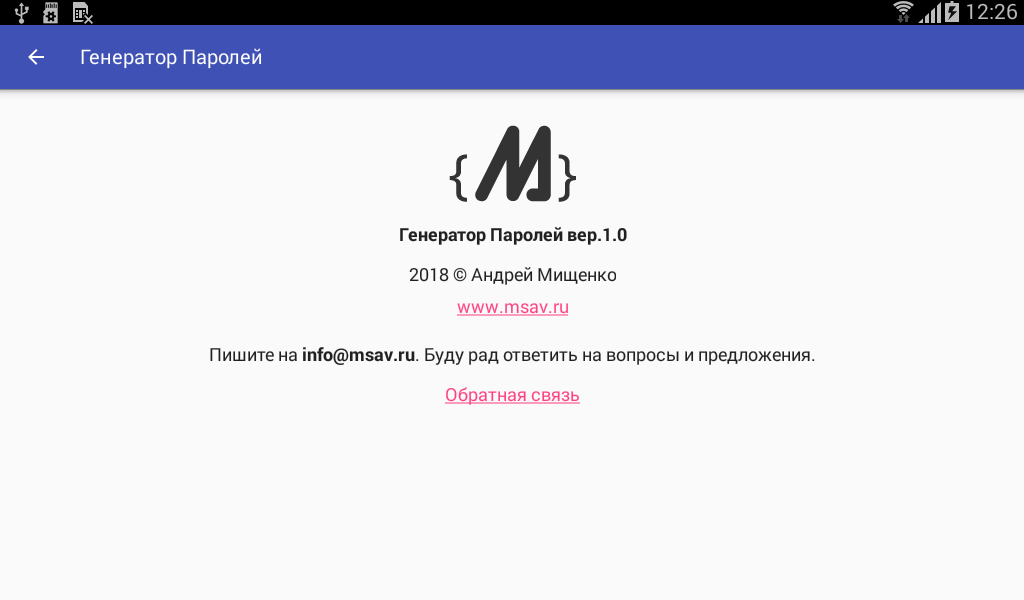 12:26
Генератор Паролей
{M}
Генератор Паролей вер.1.0
2018 © Андрей Мищенко
www.msav.ru
Пишите на info@msav.ru. Буду рад ответить на вопросы и предложения.
Обратная связь